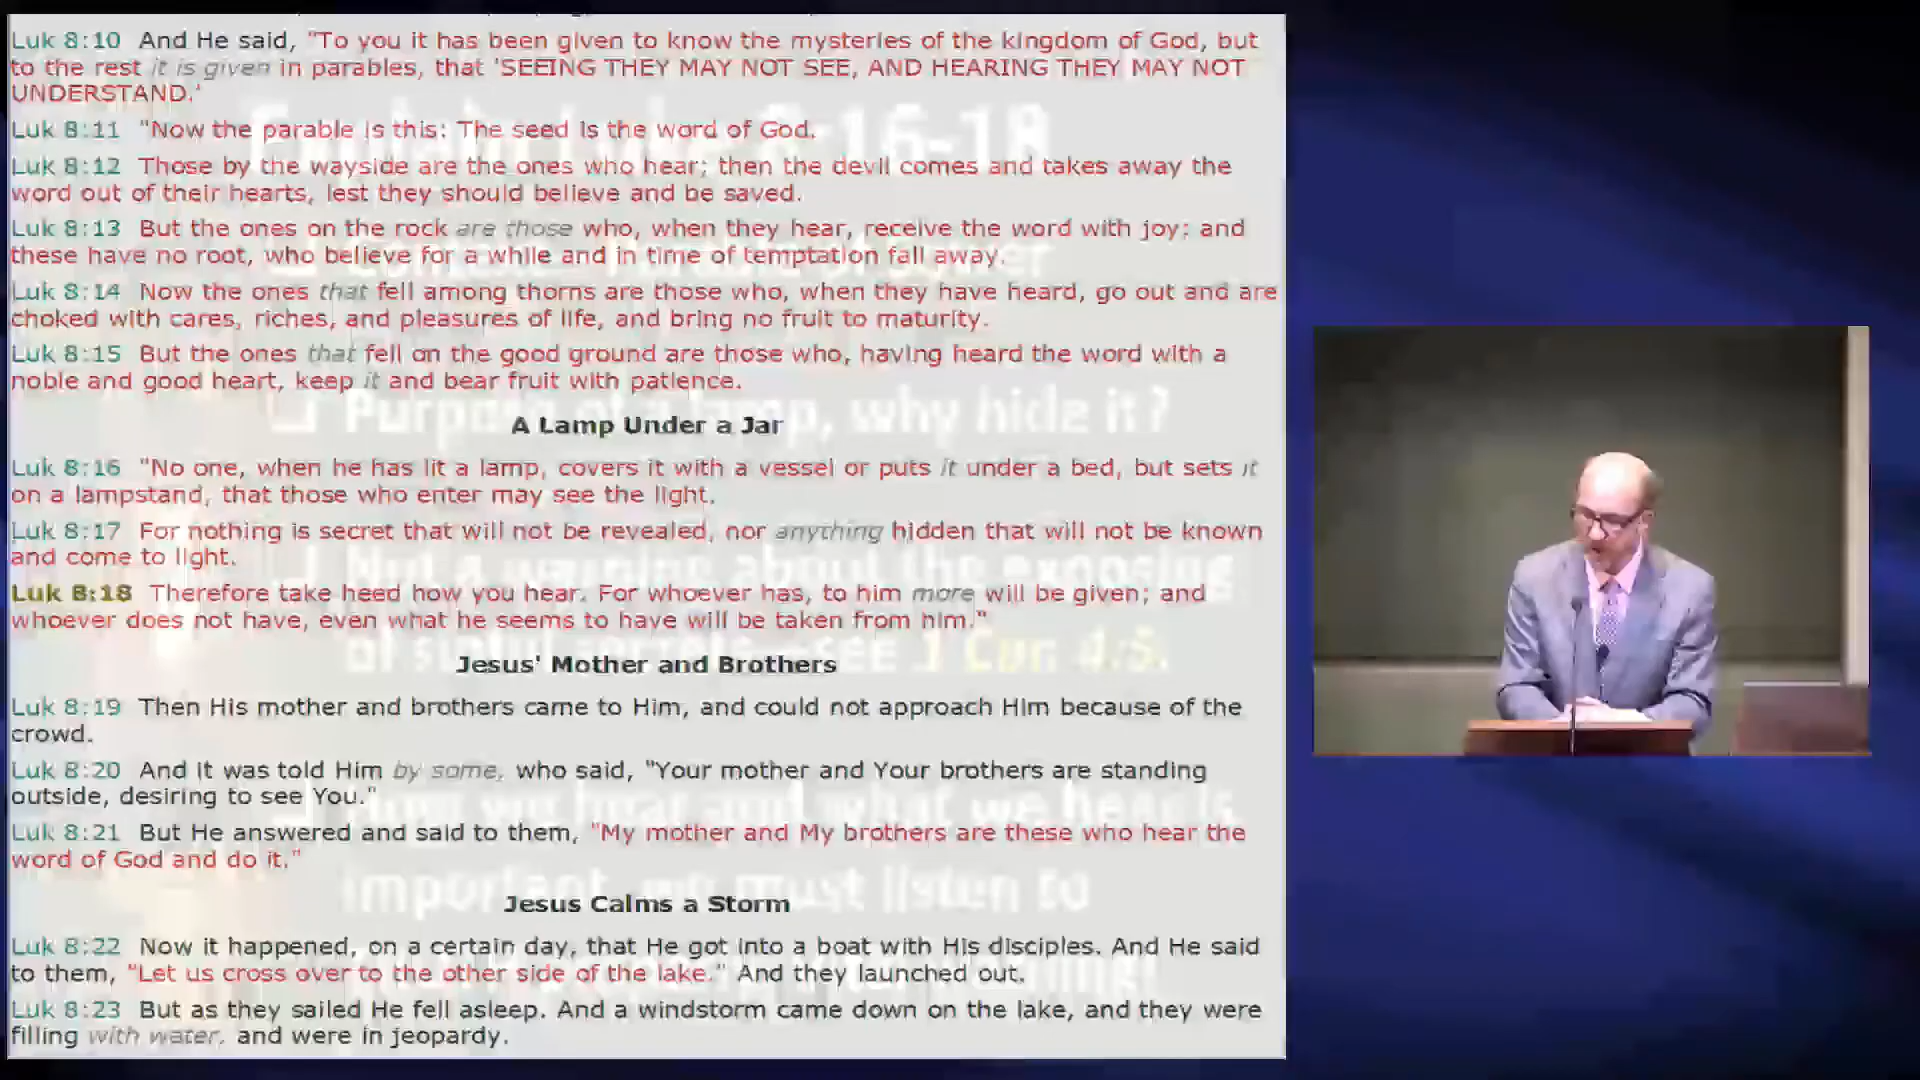 Luk 8:10 And He said, "To you it has been given to know the mysteries of the kingdom of God, but
to the rest it is given in parables, that 'SEEING THEY MAY NOT SEE, AND HEARING THEY MAY NOT
UNDERSTAND.'
Luk 8:11 "Now the parable is this: The seed is the word of God.
Luk 8:12 Those by the wayside are the ones who hear; then the devil comes and takes away the
word out of their hearts, lest they should believe and be saved.
Luk 8:13 But the ones on the rock are those who, when they hear, receive the word with joy; and
these have no root, who believe for a while and in time of temptation fall away.
Luk 8:14 Now the ones that fell among thorns are those who, when they have heard, go out and are
choked with cares, riches, and pleasures of life, and bring no fruit to maturity.
Luk 8:15 But the ones that fell on the good ground are those who, having heard the word with a
noble and good heart, keep it and bear fruit with patience.
A Lamp Under a Jar
Luk 8:16 "No one, when he has lit a lamp, covers it with a vessel or puts it under a bed, but sets it
on a lampstand, that those who enter may see the light.
Luk 8:17 For nothing is secret that will not be revealed, nor anything hidden that will not be known
and come to light.
Luk 8:18 Therefore take heed how you hear. For whoever has, to him more will be given; and
whoever does not have, even what he seems to have will be taken from him."
Jesus' Mother and Brothers
Luk 8:19 Then His mother and brothers came to Him, and could not approach Him because of the
crowd.
Luk 8:20 And it was told Him by some, who said, "Your mother and Your brothers are standing
outside, desiring to see You."
Luk 8:21 But He answered and said to them, "My mother and My brothers are these who hear the
word of God and do it."
Jesus Calms a Storm
Luk 8:22 Now it happened, on a certain day, that He got into a boat with His disciples. And He said
to them, "Let us cross over to the other side of the lake." And they launched out.
Luk 8:23 But as they sailed He fell asleep. And a windstorm came down on the lake, and they were
filling with water, and were in jeopardy.